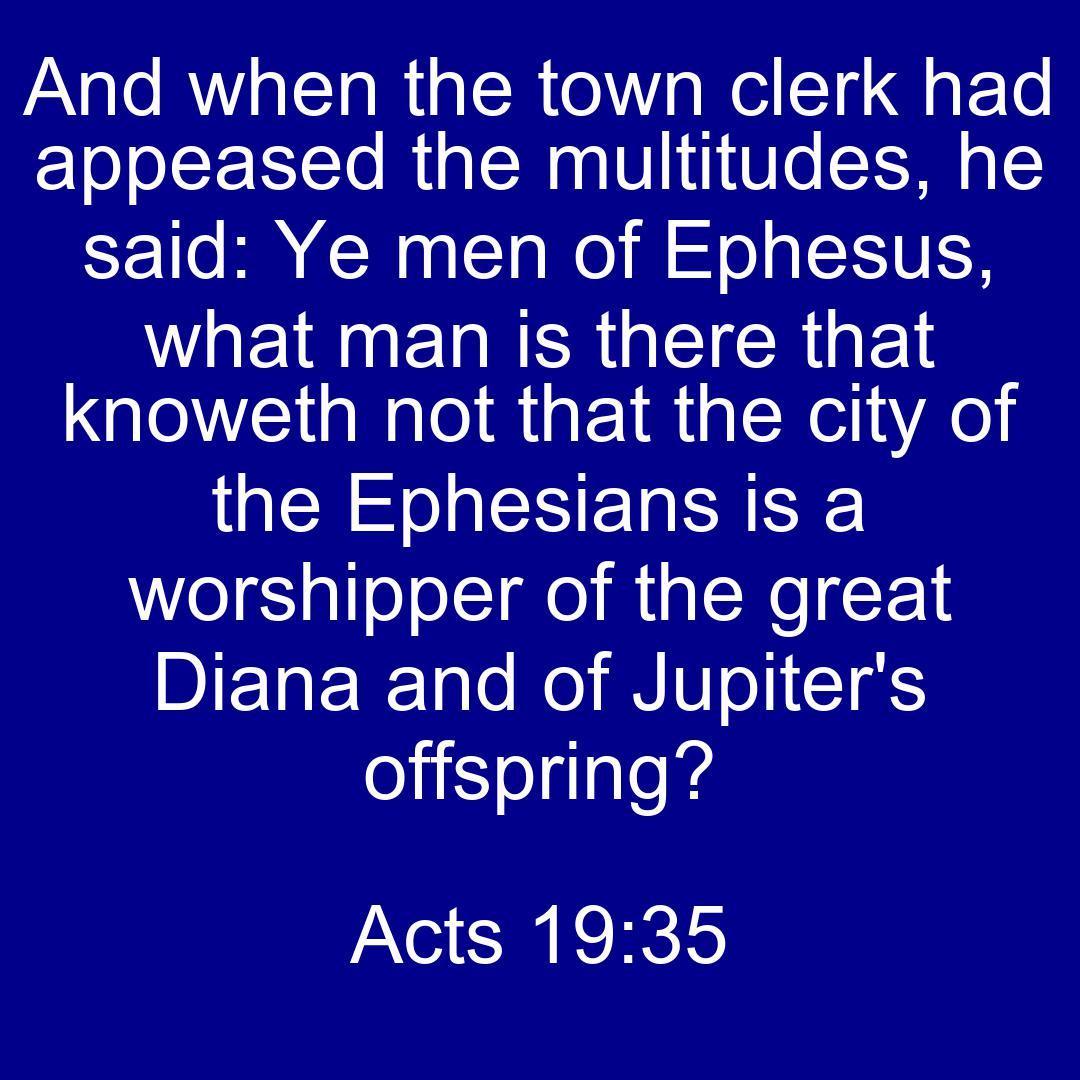 And when the town clerk had
appeased the multitudes, he
said: Ye men of Ephesus,
what man is there that
knoweth not that the city of
the Ephesians is a
worshipper of the great
Diana and of Jupiter's
offspring?
Acts 19:35